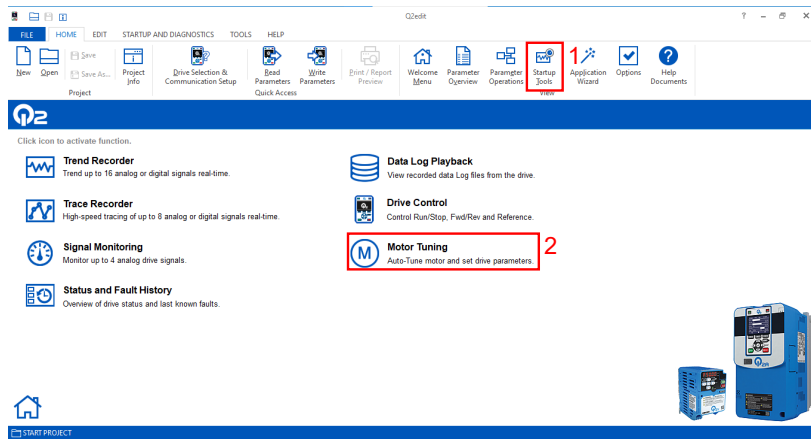 Q2edit
FILE HOME EDIT STARTUP AND DIAGNOSTICS TOOLS HELP
New Open Save Save As... Project Info Drive Selection & Communication Setup Read Parameters Write Parameters Print / Report Preview Welcome Menu Parameter Overview Parameter Operations Startup Tools 1 Application Wizard Options Help Documents
Project Quick Access View
Q2
Click icon to activate function.
Trend Recorder
Trend up to 16 analog or digital signals real-time.
Data Log Playback
View recorded data Log files from the drive.
Trace Recorder
High-speed tracing of up to 8 analog or digital signals real-time.
Drive Control
Control Run/Stop, Fwd/Rev and Reference.
Signal Monitoring
Monitor up to 4 analog drive signals.
M Motor Tuning 2
Auto-Tune motor and set drive parameters.
Status and Fault History
Overview of drive status and last known faults.
START PROJECT